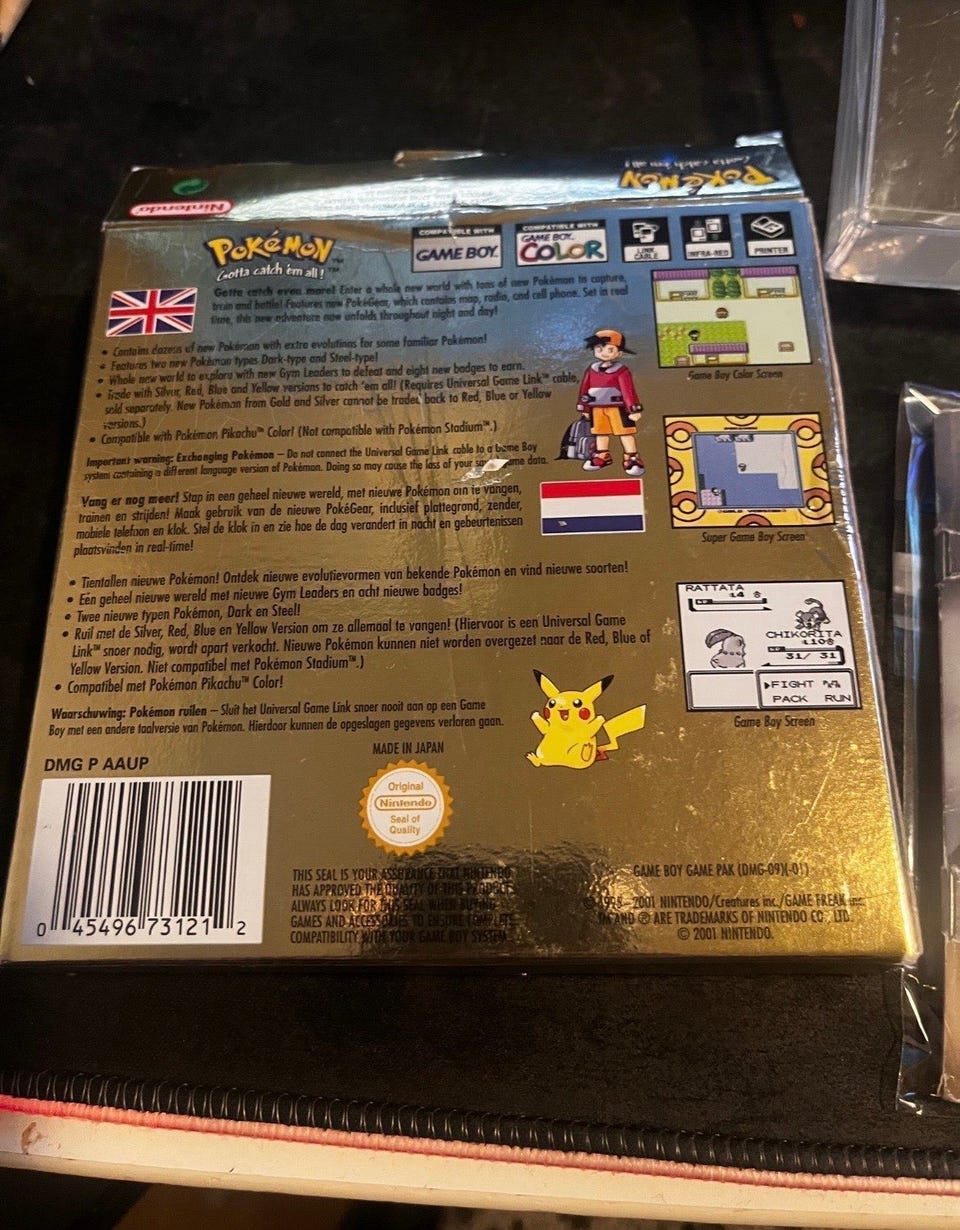 POKéMON
Gotta catch 'em all!
Nintendo
POKéMON
™
Gotta catch 'em all! ™
COMPATIBLE WITH
GAME BOY.
COMPATIBLE WITH
GAME BOY.
COLOR
LINK
CABLE
INFRA-RED
PRINTER
Gotta catch even more! Enter a whole new world with tons of new Pokémon to capture,
train and battle! Features new PokéGear, which contains map, radio, and cell phone. Set in real
time, this new adventure now unfolds throughout night and day!
• Contains dozens of new Pokémon with extra evolutions for some familiar Pokémon!
• Features two new Pokémon types Dark-type and Steel-type!
• Whole new world to explore with new Gym Leaders to defeat and eight new badges to earn.
• Trade with Silver, Red, Blue and Yellow versions to catch 'em all! (Requires Universal Game Link™ cable,
sold separately. New Pokémon from Gold and Silver cannot be traded back to Red, Blue or Yellow
versions.)
• Compatible with Pokémon Pikachu™ Color! (Not compatible with Pokémon Stadium™.)
Important warning: Exchanging Pokémon – Do not connect the Universal Game Link cable to a Game Boy
system containing a different language version of Pokémon. Doing so may cause the loss of your game data.
Game Boy Color Screen
Vang er nog meer! Stap in een geheel nieuwe wereld, met nieuwe Pokémon om te vangen,
trainen en strijden! Maak gebruik van de nieuwe PokéGear, inclusief plattegrond, zender,
mobiele telefoon en klok. Stel de klok in en zie hoe de dag verandert in nacht en gebeurtenissen
plaatsvinden in real-time!
Super Game Boy Screen
• Tientallen nieuwe Pokémon! Ontdek nieuwe evolutievormen van bekende Pokémon en vind nieuwe soorten!
• Een geheel nieuwe wereld met nieuwe Gym Leaders en acht nieuwe badges!
• Twee nieuwe typen Pokémon, Dark en Steel!
• Ruil met de Silver, Red, Blue en Yellow Version om ze allemaal te vangen! (Hiervoor is een Universal Game
Link™ snoer nodig, wordt apart verkocht. Nieuwe Pokémon kunnen niet worden overgezet naar de Red, Blue of
Yellow Version. Niet compatibel met Pokémon Stadium™.)
• Compatibel met Pokémon Pikachu™ Color!
Waarschuwing: Pokémon ruilen – Sluit het Universal Game Link snoer nooit aan op een Game
Boy met een andere taalversie van Pokémon. Hierdoor kunnen de opgeslagen gegevens verloren gaan.
RATTATA
CHIKORITA
31/ 31
▶FIGHT
PACK RUN
Game Boy Screen
MADE IN JAPAN
DMG P AAUP
Original
Nintendo
Seal of
Quality
0 45496 73121 2
THIS SEAL IS YOUR ASSURANCE THAT NINTENDO
HAS APPROVED THE QUALITY OF THIS PRODUCT.
ALWAYS LOOK FOR THIS SEAL WHEN BUYING
GAMES AND ACCESSORIES TO ENSURE COMPLETE
COMPATIBILITY WITH YOUR GAME BOY SYSTEM.
GAME BOY GAME PAK (DMG-09)(-01)
© 1995–2001 NINTENDO/Creatures inc./GAME FREAK inc.
TM AND ® ARE TRADEMARKS OF NINTENDO CO., LTD.
© 2001 NINTENDO.